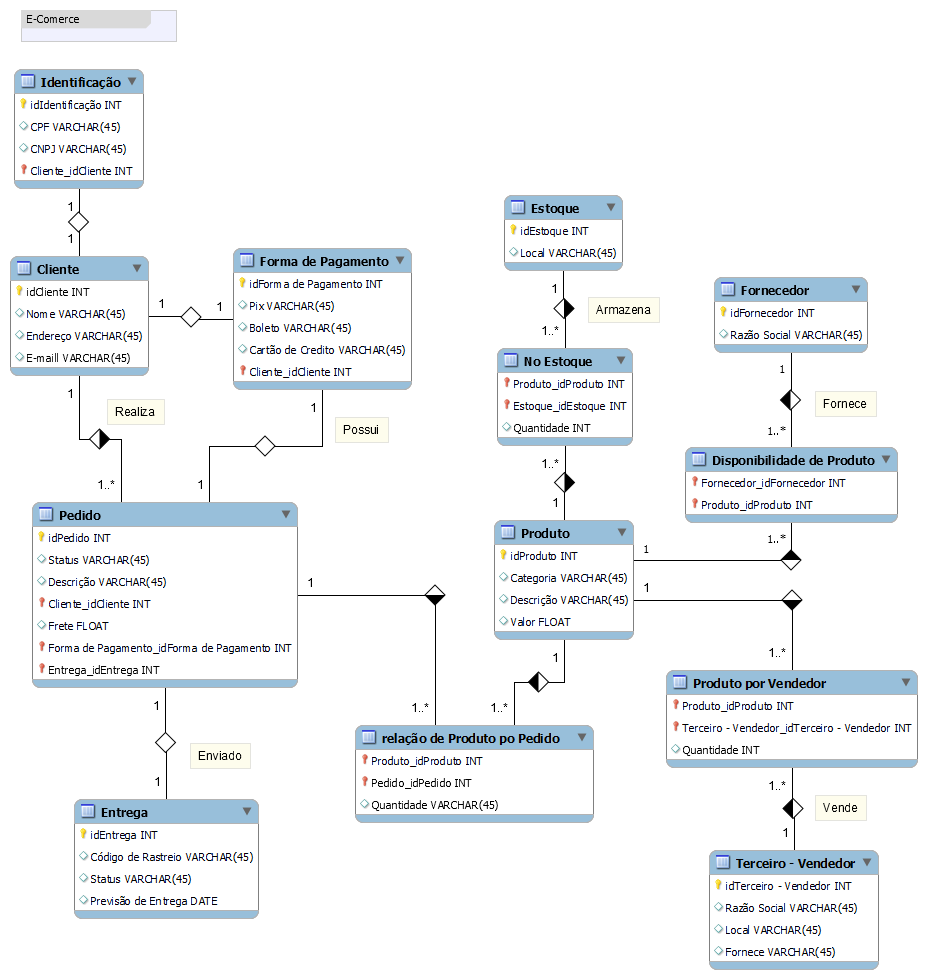 E-Comerce
Identificação
idIdentificação INT
CPF VARCHAR(45)
CNPJ VARCHAR(45)
Cliente_idCliente INT
1
1
Cliente
idCliente INT
Nome VARCHAR(45)
Endereço VARCHAR(45)
E-maill VARCHAR(45)
1
1
Forma de Pagamento
idForma de Pagamento INT
Pix VARCHAR(45)
Boleto VARCHAR(45)
Cartão de Credito VARCHAR(45)
Cliente_idCliente INT
1
Realiza
1..*
1
Possui
1
Pedido
idPedido INT
Status VARCHAR(45)
Descrição VARCHAR(45)
Cliente_idCliente INT
Frete FLOAT
Forma de Pagamento_idForma de Pagamento INT
Entrega_idEntrega INT
1
Enviado
1
Entrega
idEntrega INT
Código de Rastreio VARCHAR(45)
Status VARCHAR(45)
Previsão de Entrega DATE
1
1..*
Estoque
idEstoque INT
Local VARCHAR(45)
1
Armazena
1..*
No Estoque
Produto_idProduto INT
Estoque_idEstoque INT
Quantidade INT
1..*
1
Produto
idProduto INT
Categoria VARCHAR(45)
Descrição VARCHAR(45)
Valor FLOAT
1
1..*
relação de Produto po Pedido
Produto_idProduto INT
Pedido_idPedido INT
Quantidade VARCHAR(45)
Fornecedor
idFornecedor INT
Razão Social VARCHAR(45)
1
Fornece
1..*
Disponibilidade de Produto
Fornecedor_idFornecedor INT
Produto_idProduto INT
1..*
1
1
1..*
Produto por Vendedor
Produto_idProduto INT
Terceiro - Vendedor_idTerceiro - Vendedor INT
Quantidade INT
1..*
Vende
1
Terceiro - Vendedor
idTerceiro - Vendedor INT
Razão Social VARCHAR(45)
Local VARCHAR(45)
Fornece VARCHAR(45)